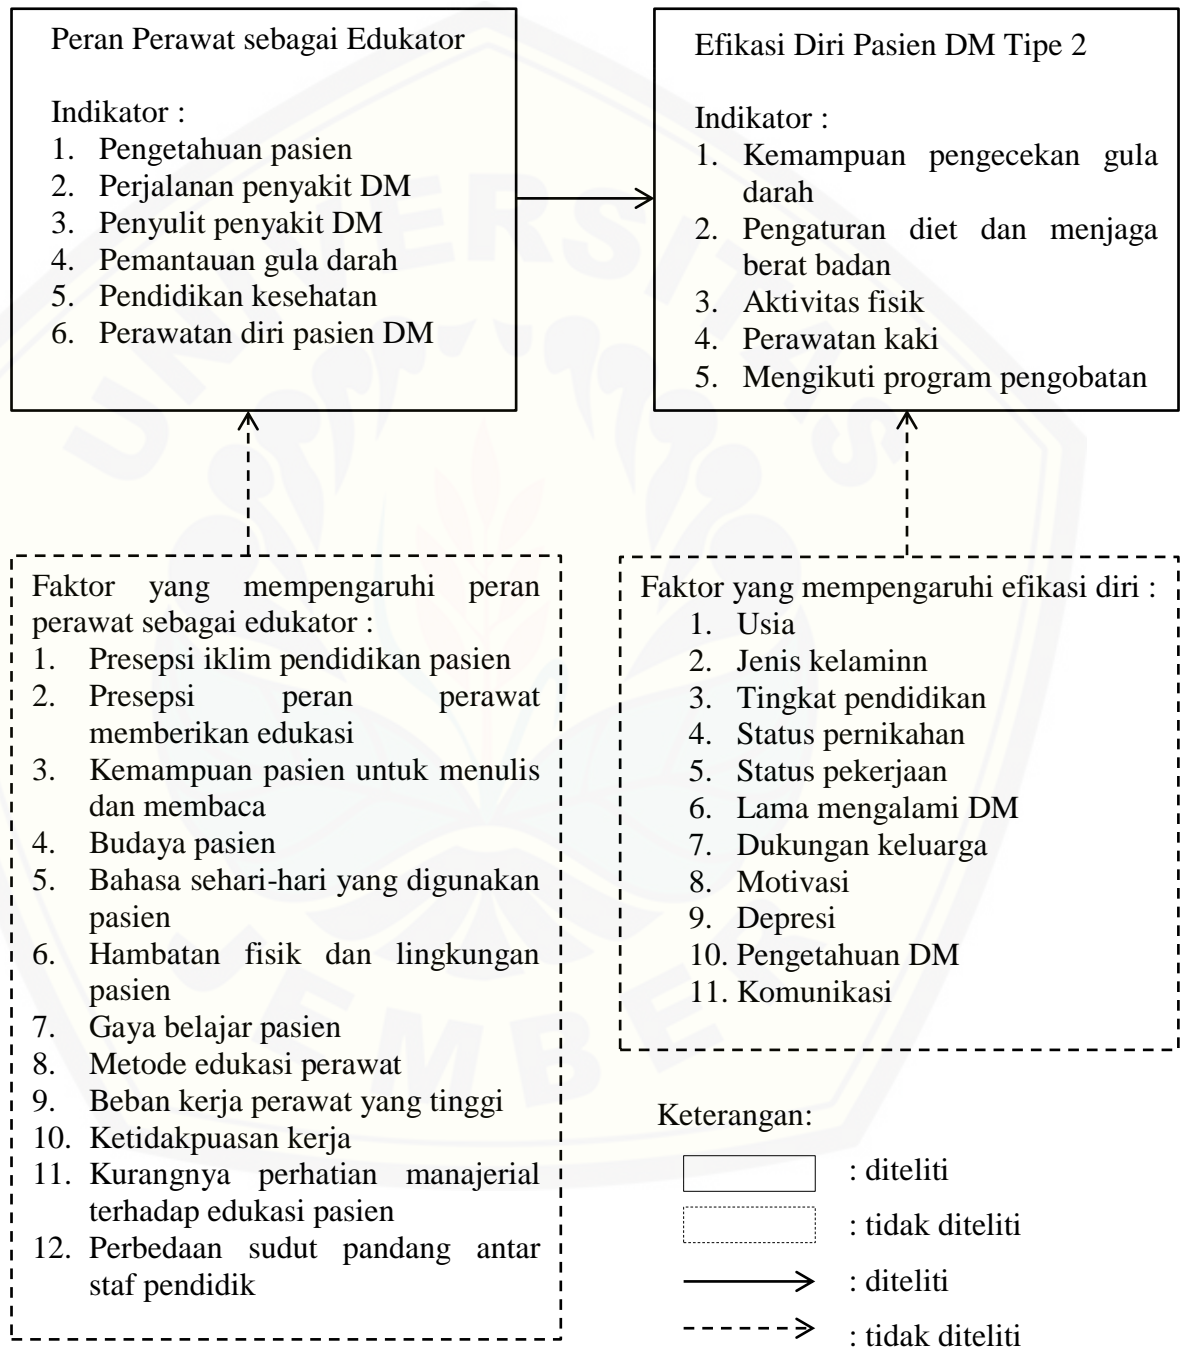 Peran Perawat sebagai Edukator
Indikator :
1. Pengetahuan pasien
2. Perjalanan penyakit DM
3. Penyulit penyakit DM
4. Pemantauan gula darah
5. Pendidikan kesehatan
6. Perawatan diri pasien DM
Efikasi Diri Pasien DM Tipe 2
Indikator :
1. Kemampuan pengecekan gula
darah
2. Pengaturan diet dan menjaga
berat badan
3. Aktivitas fisik
4. Perawatan kaki
5. Mengikuti program pengobatan
Faktor yang mempengaruhi peran
perawat sebagai edukator :
1. Presepsi iklim pendidikan pasien
2. Presepsi peran perawat
memberikan edukasi
3. Kemampuan pasien untuk menulis
dan membaca
4. Budaya pasien
5. Bahasa sehari-hari yang digunakan
pasien
6. Hambatan fisik dan lingkungan
pasien
7. Gaya belajar pasien
8. Metode edukasi perawat
9. Beban kerja perawat yang tinggi
10. Ketidakpuasan kerja
11. Kurangnya perhatian manajerial
terhadap edukasi pasien
12. Perbedaan sudut pandang antar
staf pendidik
Faktor yang mempengaruhi efikasi diri :
1. Usia
2. Jenis kelaminn
3. Tingkat pendidikan
4. Status pernikahan
5. Status pekerjaan
6. Lama mengalami DM
7. Dukungan keluarga
8. Motivasi
9. Depresi
10. Pengetahuan DM
11. Komunikasi
Keterangan:
: diteliti
: tidak diteliti
: diteliti
: tidak diteliti
UNIVERSITAS
JEMBER